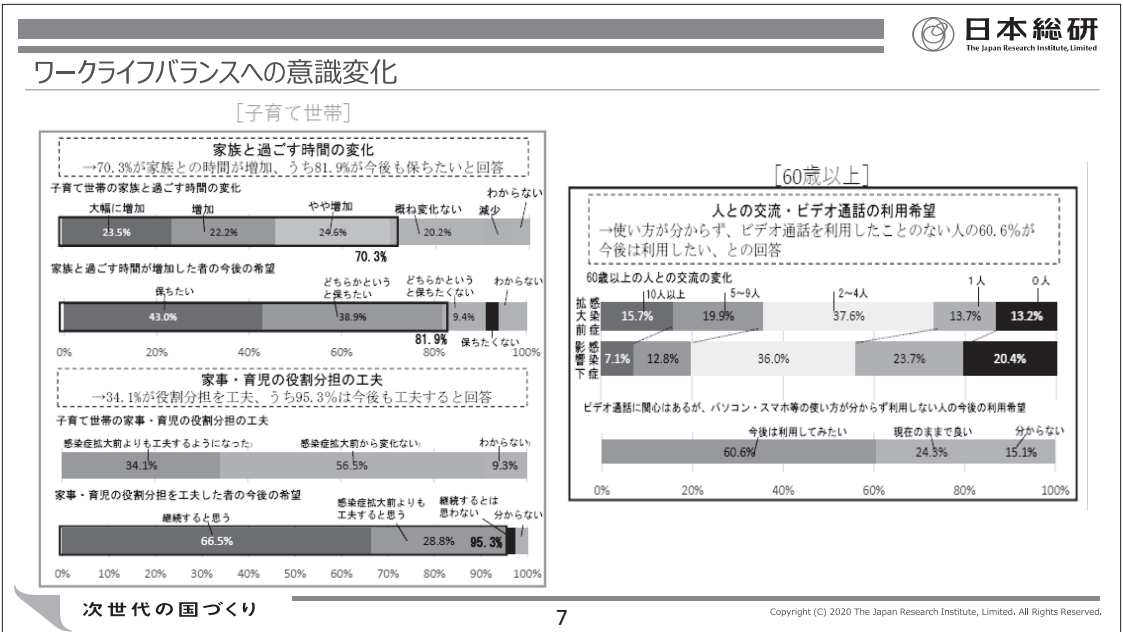 日本総研
The Japan Research Institute, Limited
ワークライフバランスへの意識変化
[子育て世帯]
家族と過ごす時間の変化
→70.3%が家族との時間が増加、うち81.9%が今後も保ちたいと回答
子育て世帯の家族と過ごす時間の変化
大幅に増加 増加 やや増加 概ね変化ない 減少 わからない
23.5% 22.2% 24.6% 20.2%
70.3%
家族と過ごす時間が増加した者の今後の希望
保ちたい どちらかというと保ちたい どちらかというと保ちたくない わからない
43.0% 38.9% 9.4%
81.9% 保ちたくない
0% 20% 40% 60% 80% 100%
家事・育児の役割分担の工夫
→34.1%が役割分担を工夫、うち95.3%は今後も工夫すると回答
子育て世帯の家事・育児の役割分担の工夫
感染症拡大前よりも工夫するようになった 感染症拡大前から変化ない わからない
34.1% 56.5% 9.3%
家事・育児の役割分担を工夫した者の今後の希望
継続すると思う 感染症拡大前よりも工夫すると思う 継続するとは思わない 分からない
66.5% 28.8% 95.3%
0% 10% 20% 30% 40% 50% 60% 70% 80% 90% 100%
[60歳以上]
人との交流・ビデオ通話の利用希望
→使い方が分からず、ビデオ通話を利用したことのない人の60.6%が
今後は利用したい、との回答
60歳以上の人との交流の変化
10人以上 5~9人 2~4人 1人 0人
感染症拡大前
15.7% 19.9% 37.6% 13.7% 13.2%
感染症影響下
7.1% 12.8% 36.0% 23.7% 20.4%
ビデオ通話に関心はあるが、パソコン・スマホ等の使い方が分からず利用しない人の今後の利用希望
今後は利用してみたい 現在のままで良い 分からない
60.6% 24.3% 15.1%
0% 20% 40% 60% 80% 100%
次世代の国づくり
7
Copyright (C) 2020 The Japan Research Institute, Limited. All Rights Reserved.